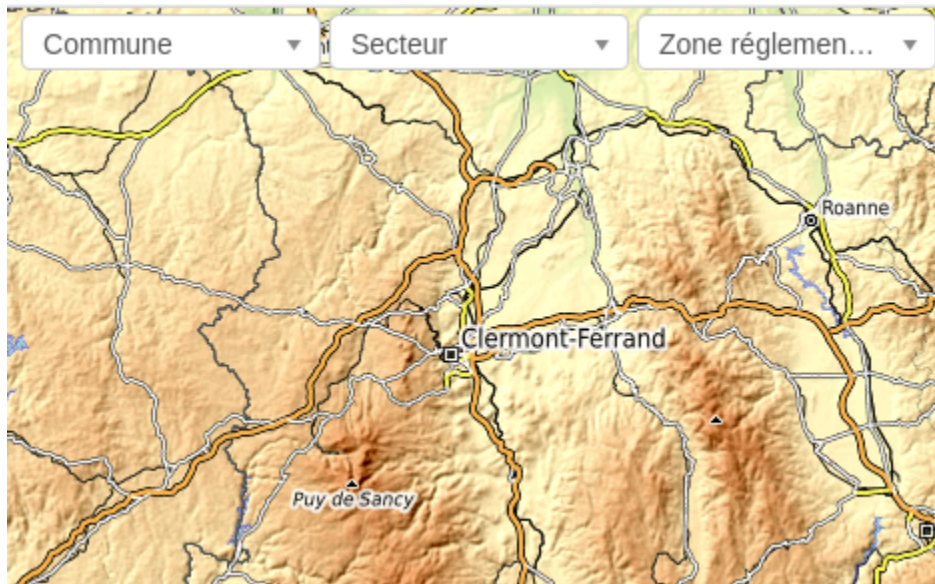 Commune
Secteur
Zone réglemen…
Roanne
Clermont-Ferrand
Puy de Sancy